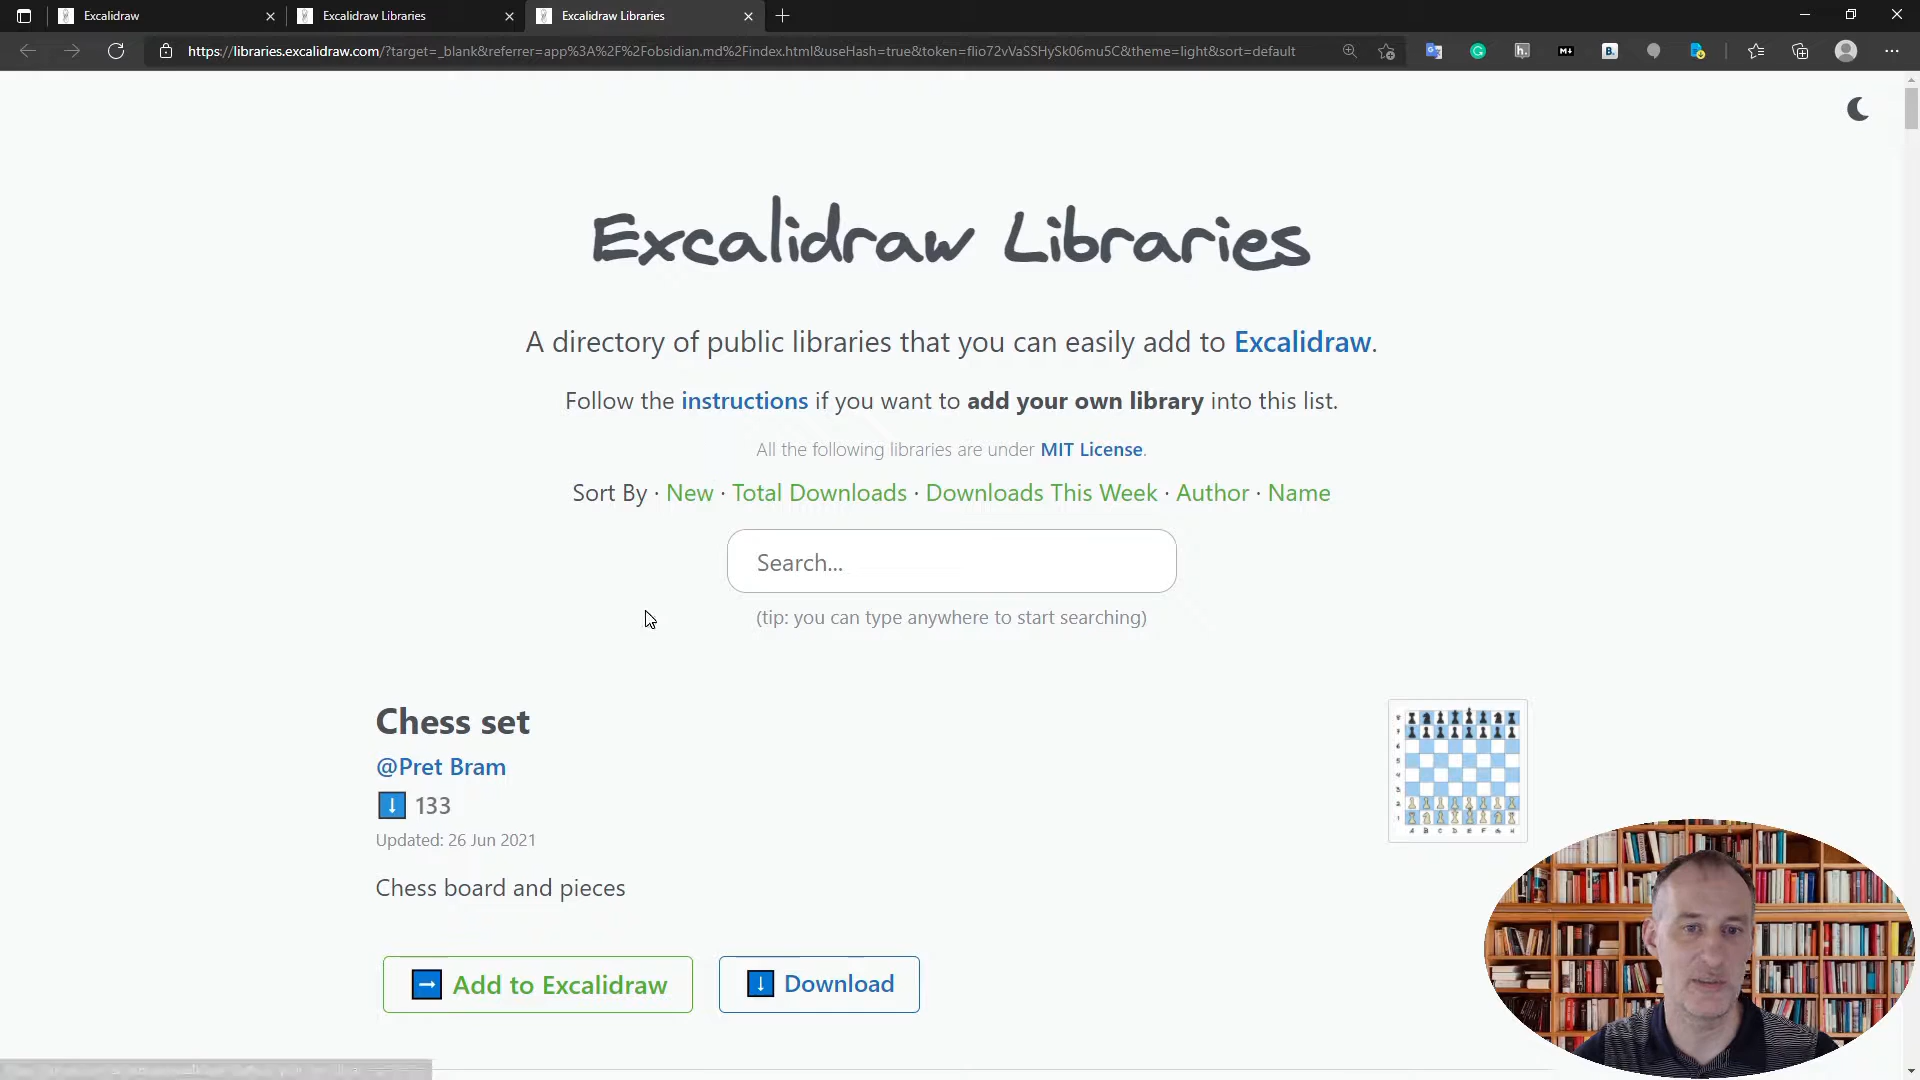 Excalidraw
Excalidraw Libraries
Excalidraw Libraries
https://libraries.excalidraw.com/?target=_blank&referrer=app%3A%2F%2Fobsidian.md%2Findex.html&useHash=true&token=flio72vVaSSHySk06mu5C&theme=light&sort=default
Excalidraw Libraries
A directory of public libraries that you can easily add to Excalidraw.
Follow the instructions if you want to add your own library into this list.
All the following libraries are under MIT License.
Sort By · New · Total Downloads · Downloads This Week · Author · Name
Search...
(tip: you can type anywhere to start searching)
Chess set
@Pret Bram
133
Updated: 26 Jun 2021
Chess board and pieces
Add to Excalidraw
Download